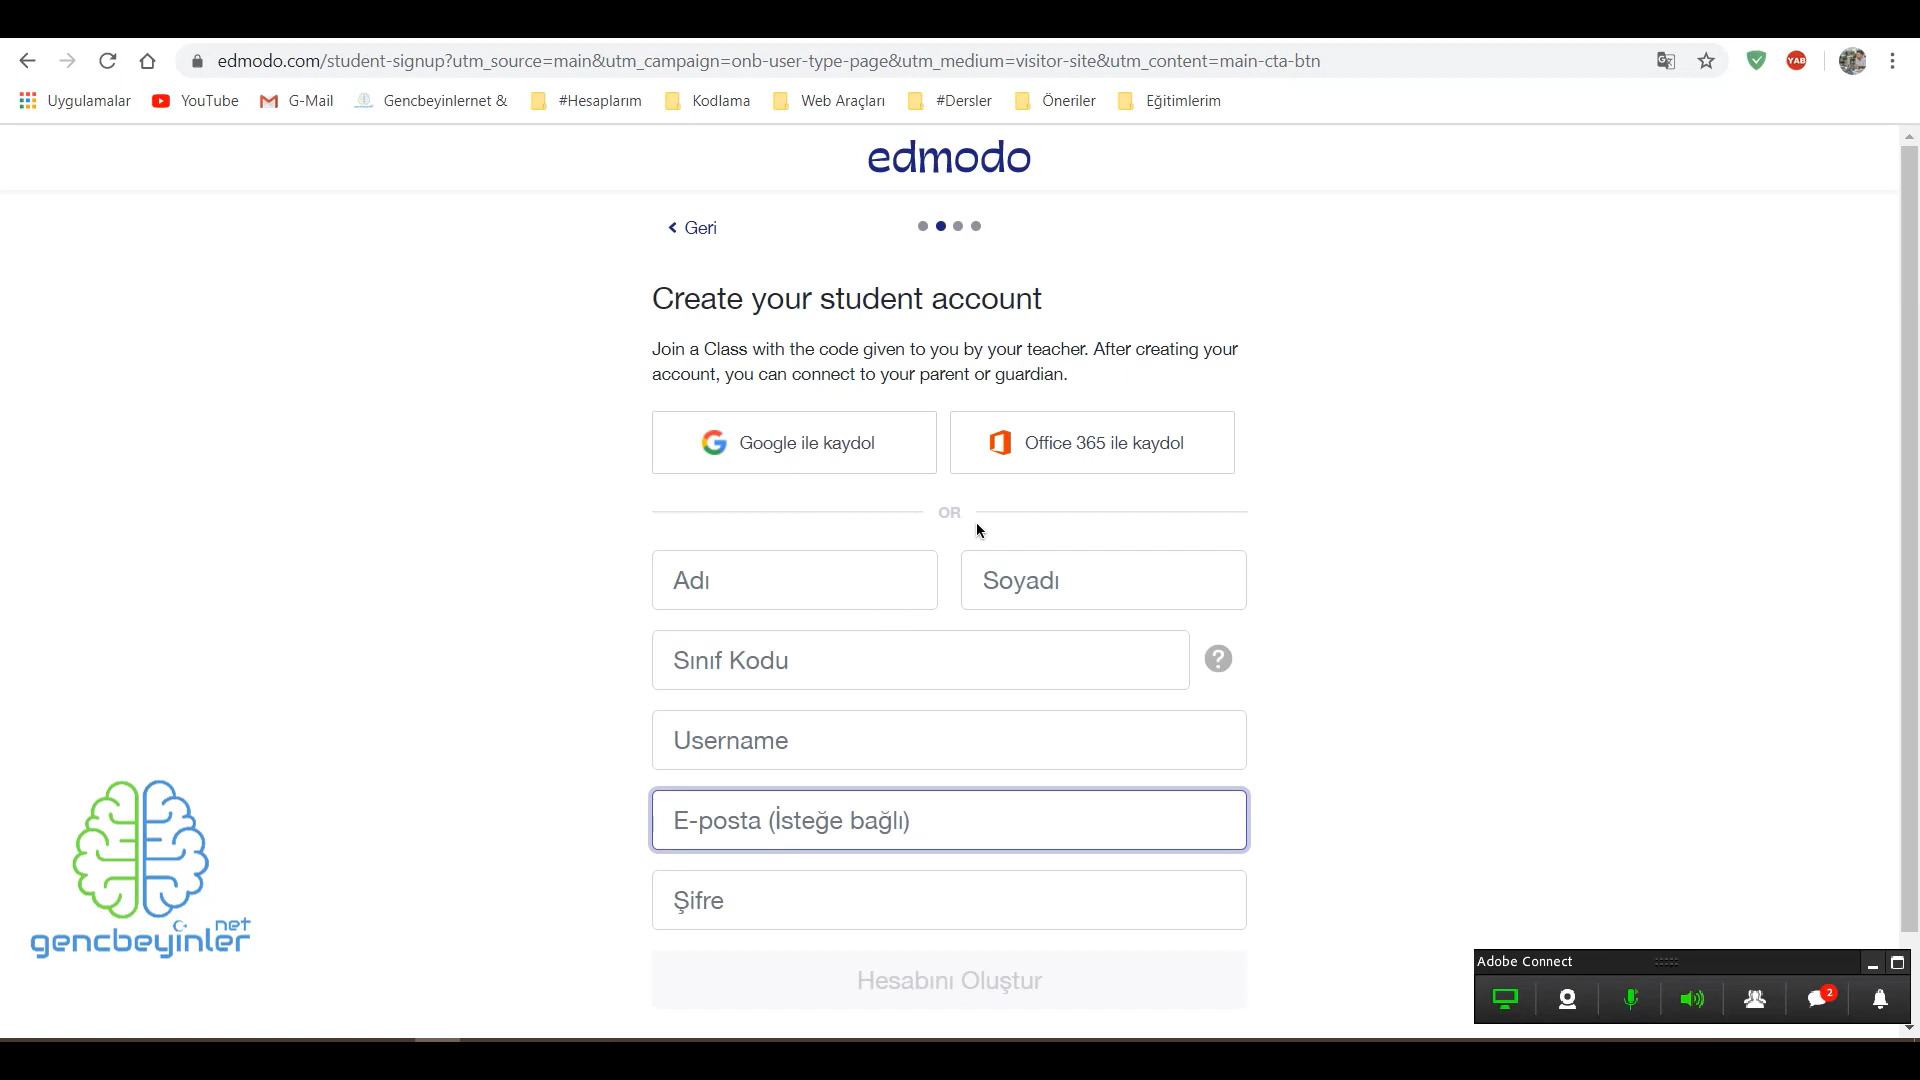 edmodo.com/student-signup?utm_source=main&utm_campaign=onb-user-type-page&utm_medium=visitor-site&utm_content=main-cta-btn
YAB
Uygulamalar YouTube G-Mail Gencbeyinlernet & #Hesaplarım Kodlama Web Araçları #Dersler Öneriler Eğitimlerim
edmodo
Geri
Create your student account
Join a Class with the code given to you by your teacher. After creating your
account, you can connect to your parent or guardian.
Google ile kaydol Office 365 ile kaydol
OR
Adı Soyadı
Sınıf Kodu ?
Username
E-posta (İsteğe bağlı)
Şifre
Hesabını Oluştur
net
gencbeyinler
Adobe Connect
2